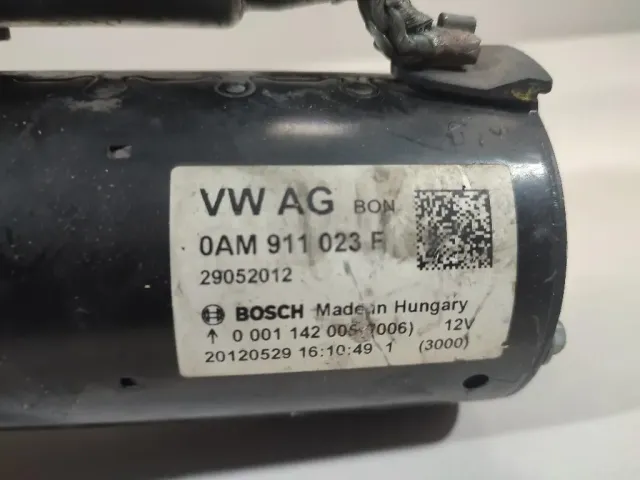 VW AG BON
0AM 911 023 F
29052012
BOSCH Made in Hungary
↑ 0 001 142 005 1006) 12V
20120529 16:10:49 1 (3000)